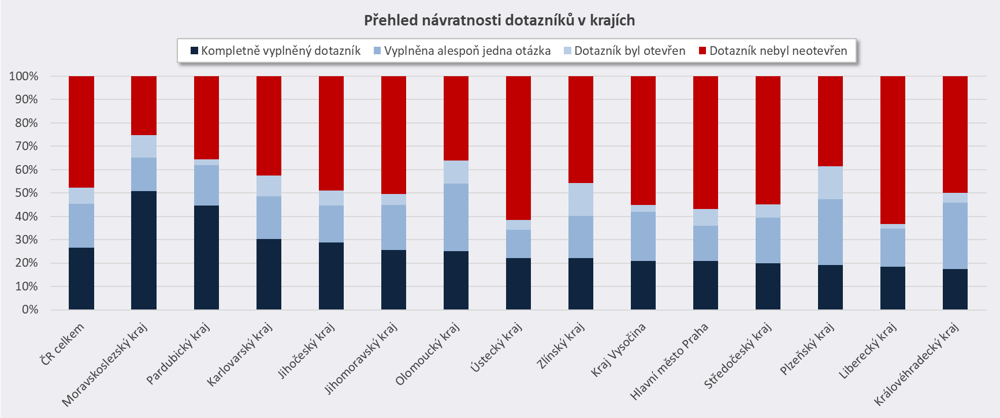 Přehled návratnosti dotazníků v krajích
Kompletně vyplněný dotazník Vyplněna alespoň jedna otázka Dotazník byl otevřen Dotazník nebyl neotevřen
100%
90%
80%
70%
60%
50%
40%
30%
20%
10%
0%
ČR celkem
Moravskoslezský kraj
Pardubický kraj
Karlovarský kraj
Jihočeský kraj
Jihomoravský kraj
Olomoucký kraj
Ústecký kraj
Zlínský kraj
Kraj Vysočina
Hlavní město Praha
Středočeský kraj
Plzeňský kraj
Liberecký kraj
Královéhradecký kraj